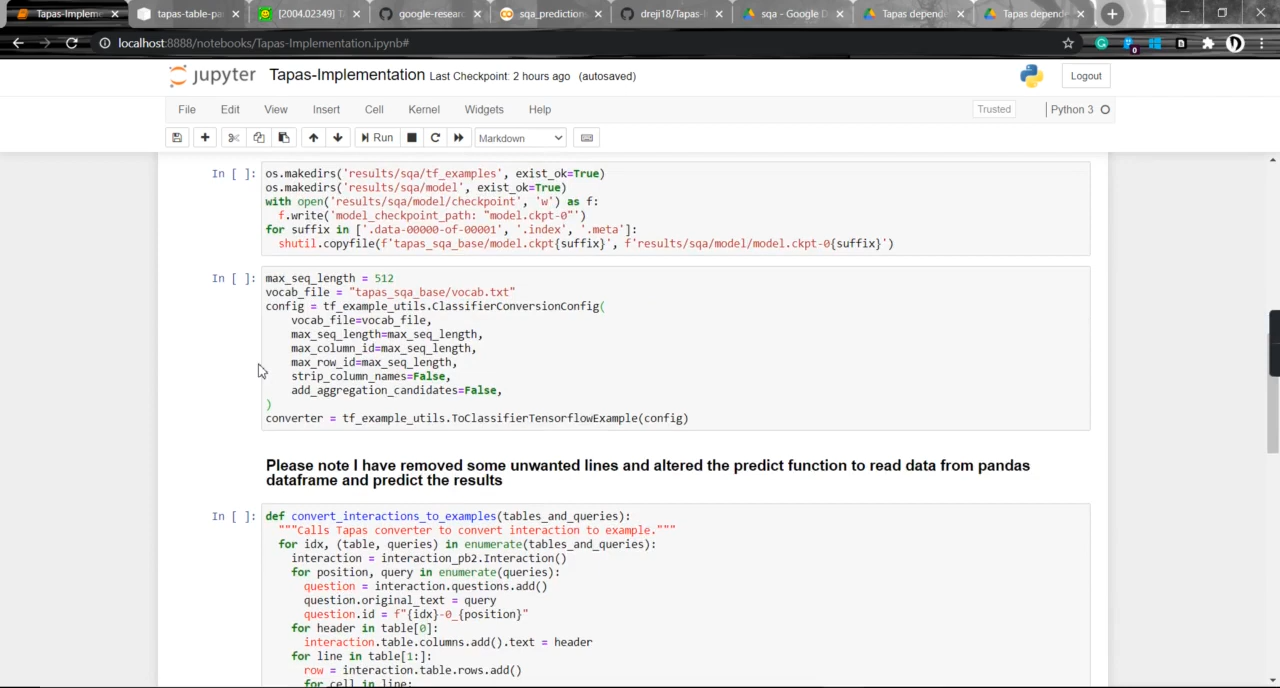 Tapas-Impleme
tapas-table-pa
[2004.02349] T
google-researc
sqa_prediction
dreji18/Tapas-I
sqa - Google D
Tapas depend
Tapas depend
localhost:8888/notebooks/Tapas-Implementation.ipynb#
jupyter Tapas-Implementation Last Checkpoint: 2 hours ago (autosaved)
Logout
File Edit View Insert Cell Kernel Widgets Help
Trusted
Python 3
Run
Markdown
In [ ]:
os.makedirs('results/sqa/tf_examples', exist_ok=True)
os.makedirs('results/sqa/model', exist_ok=True)
with open('results/sqa/model/checkpoint', 'w') as f:
  f.write('model_checkpoint_path: "model.ckpt-0"')
for suffix in ['.data-00000-of-00001', '.index', '.meta']:
  shutil.copyfile(f'tapas_sqa_base/model.ckpt{suffix}', f'results/sqa/model/model.ckpt-0{suffix}')
In [ ]:
max_seq_length = 512
vocab_file = "tapas_sqa_base/vocab.txt"
config = tf_example_utils.ClassifierConversionConfig(
    vocab_file=vocab_file,
    max_seq_length=max_seq_length,
    max_column_id=max_seq_length,
    max_row_id=max_seq_length,
    strip_column_names=False,
    add_aggregation_candidates=False,
)
converter = tf_example_utils.ToClassifierTensorflowExample(config)
Please note I have removed some unwanted lines and altered the predict function to read data from pandas
dataframe and predict the results
In [ ]:
def convert_interactions_to_examples(tables_and_queries):
  """Calls Tapas converter to convert interaction to example."""
  for idx, (table, queries) in enumerate(tables_and_queries):
    interaction = interaction_pb2.Interaction()
    for position, query in enumerate(queries):
      question = interaction.questions.add()
      question.original_text = query
      question.id = f"{idx}-0_{position}"
    for header in table[0]:
      interaction.table.columns.add().text = header
    for line in table[1:]:
      row = interaction.table.rows.add()
      for cell in line: